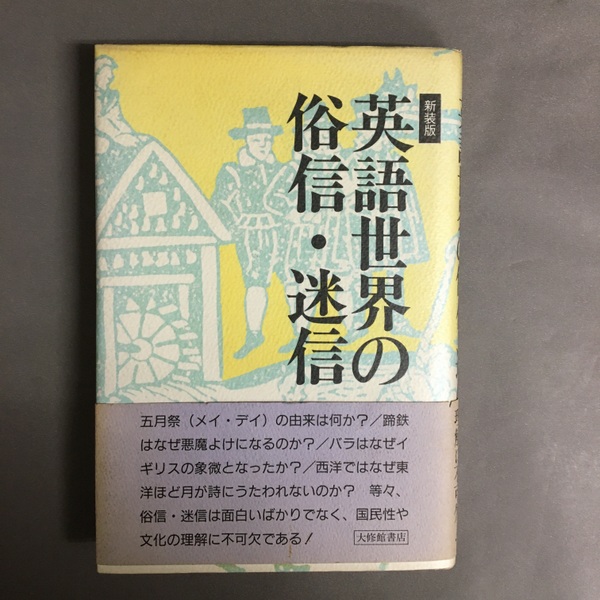 新装版
英語世界の
俗信・迷信
五月祭（メイ・デイ）の由来は何か？／蹄鉄
はなぜ悪魔よけになるのか？／バラはなぜイ
ギリスの象徴となったか？／西洋ではなぜ東
洋ほど月が詩にうたわれないのか？　等々、
俗信・迷信は面白いばかりでなく、国民性や
文化の理解に不可欠である！
大修館書店